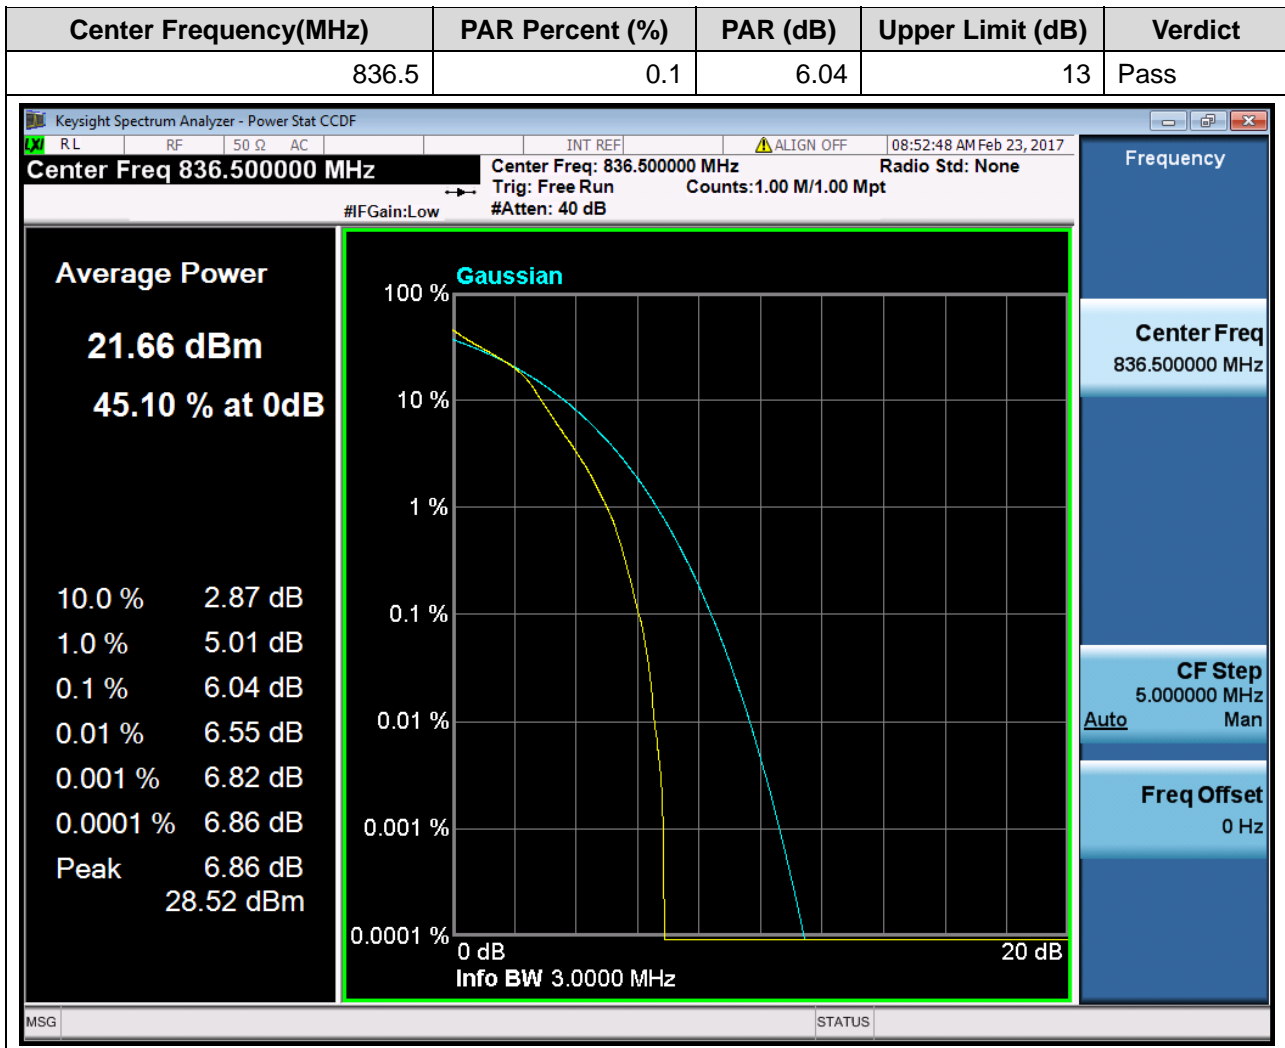 Center Frequency(MHz) PAR Percent (%) PAR (dB) Upper Limit (dB) Verdict
836.5 0.1 6.04 13 Pass
Keysight Spectrum Analyzer - Power Stat CCDF
LXI RL RF 50 Ω AC INT REF ALIGN OFF 08:52:48 AM Feb 23, 2017
Center Freq 836.500000 MHz
#IFGain:Low
Center Freq: 836.500000 MHz Radio Std: None
Trig: Free Run Counts:1.00 M/1.00 Mpt
#Atten: 40 dB
Average Power
21.66 dBm
45.10 % at 0dB
10.0 % 2.87 dB
1.0 % 5.01 dB
0.1 % 6.04 dB
0.01 % 6.55 dB
0.001 % 6.82 dB
0.0001 % 6.86 dB
Peak 6.86 dB
28.52 dBm
Gaussian
100 %
10 %
1 %
0.1 %
0.01 %
0.001 %
0.0001 %
0 dB 20 dB
Info BW 3.0000 MHz
Frequency
Center Freq
836.500000 MHz
CF Step
5.000000 MHz
Auto Man
Freq Offset
0 Hz
MSG STATUS